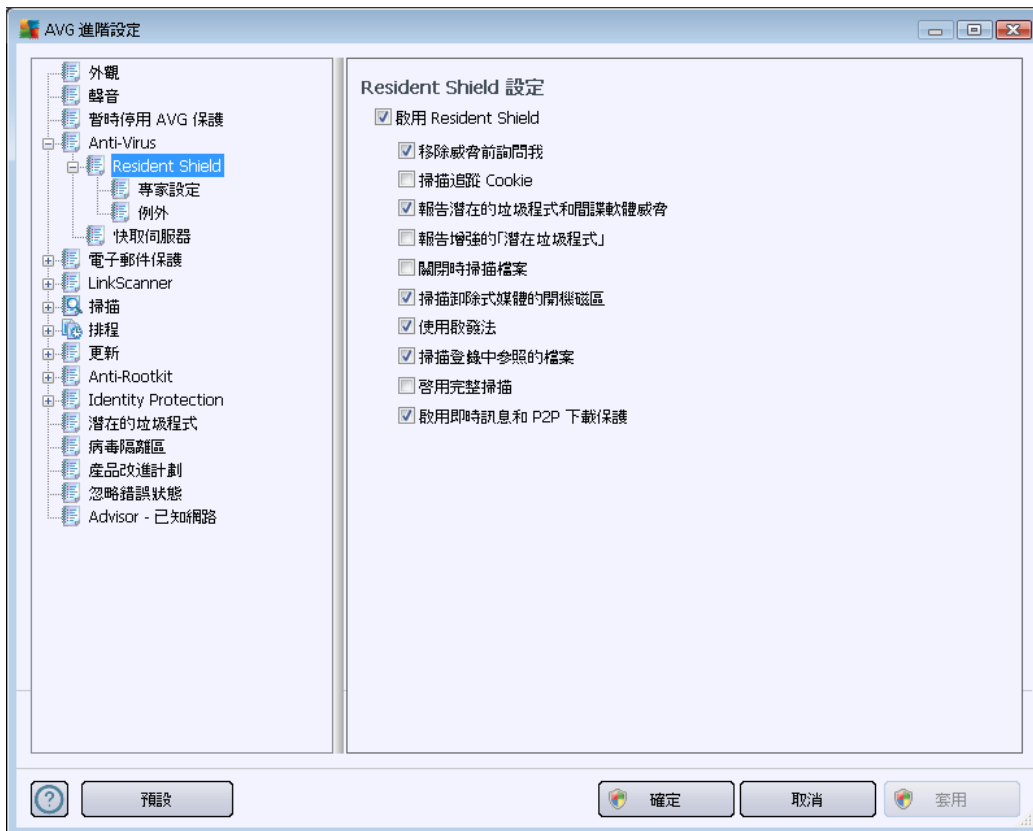 AVG 進階設定
外觀
聲音
暫時停用 AVG 保護
Anti-Virus
Resident Shield
專家設定
例外
快取伺服器
電子郵件保護
LinkScanner
掃描
排程
更新
Anti-Rootkit
Identity Protection
潛在的垃圾程式
病毒隔離區
產品改進計劃
忽略錯誤狀態
Advisor - 已知網路
Resident Shield 設定
啟用 Resident Shield
移除威脅前詢問我
掃描追蹤 Cookie
報告潛在的垃圾程式和間諜軟體威脅
報告增強的「潛在垃圾程式」
關閉時掃描檔案
掃描卸除式媒體的開機磁區
使用啟發法
掃描登錄中參照的檔案
啓用完整掃描
啟用即時訊息和 P2P 下載保護
預設
確定
取消
套用